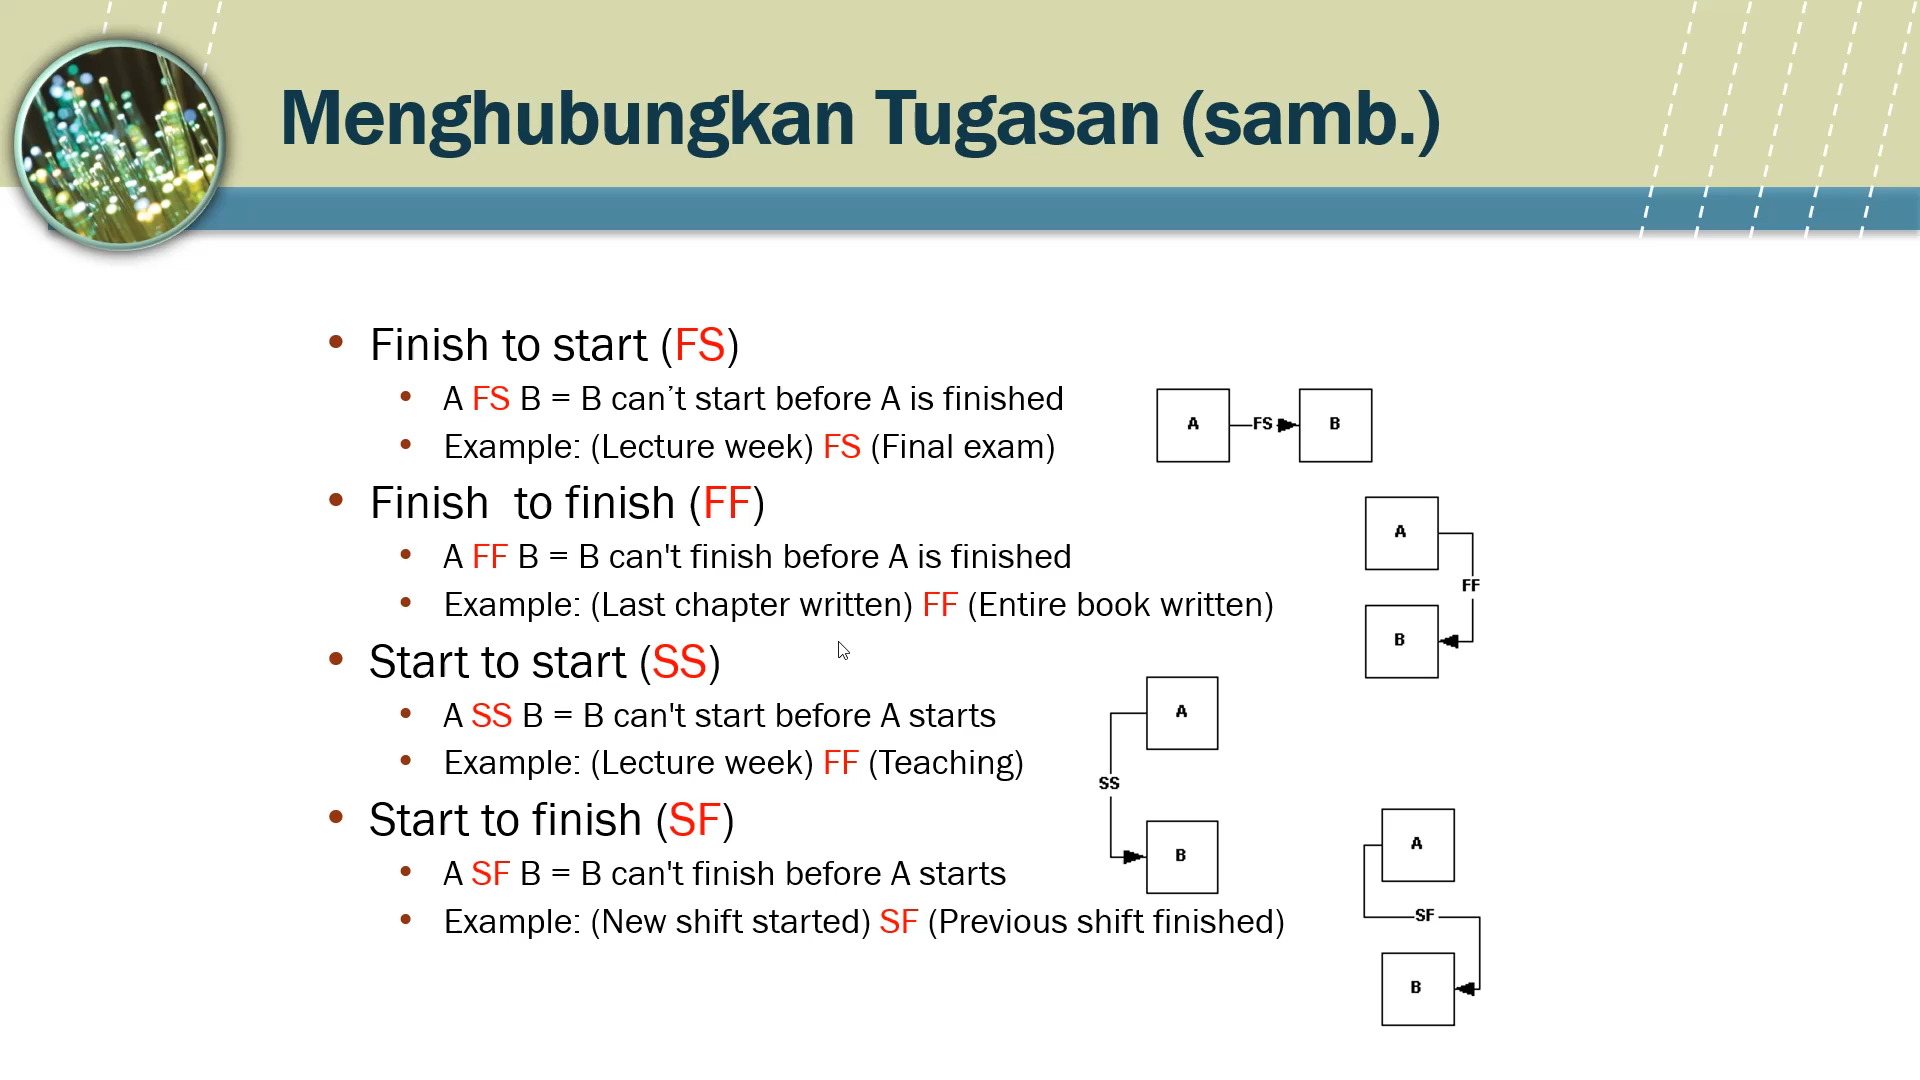 Menghubungkan Tugasan (samb.)
• Finish to start (FS)
• A FS B = B can’t start before A is finished
• Example: (Lecture week) FS (Final exam)
A FS B
• Finish  to finish (FF)
• A FF B = B can't finish before A is finished
• Example: (Last chapter written) FF (Entire book written)
A
FF
B
• Start to start (SS)
• A SS B = B can't start before A starts
• Example: (Lecture week) FF (Teaching)
A
SS
B
• Start to finish (SF)
• A SF B = B can't finish before A starts
• Example: (New shift started) SF (Previous shift finished)
A
SF
B